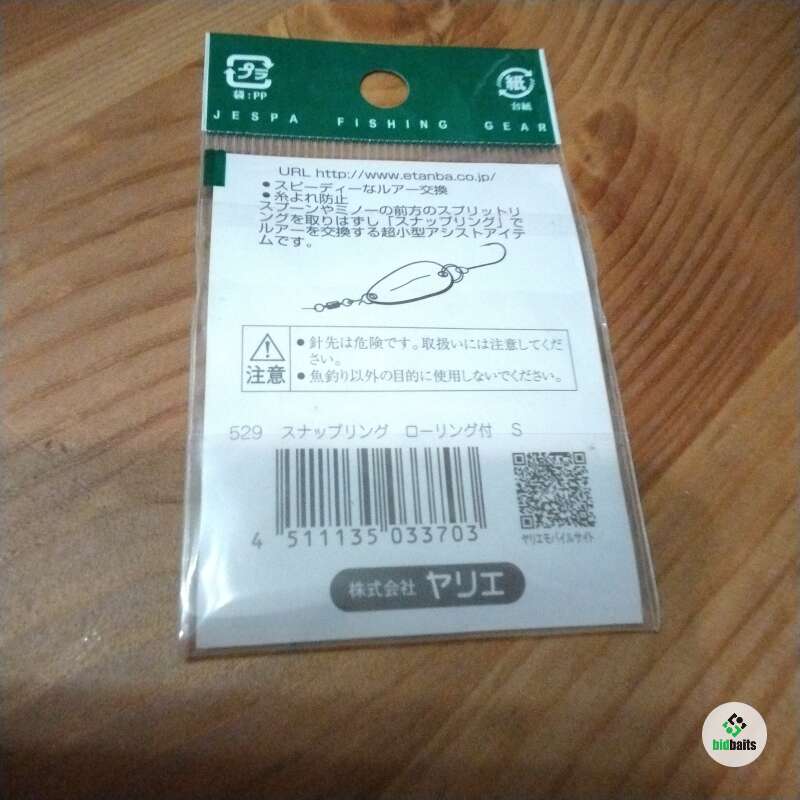 プラ
袋:PP
紙
台紙
JESPA FISHING GEAR
URL http://www.etanba.co.jp/
●スピーディーなルアー交換
●糸よれ防止
スプーンやミノーの前方のスプリットリ
ングを取りはずし「スナップリング」で
ルアーを交換する超小型アシストアイテ
ムです。
注意
●針先は危険です。取扱いには注意してくだ
さい。
●魚釣り以外の目的に使用しないでください。
529 スナップリング ローリング付 S
4 511135 033703
ヤリエモバイルサイト
株式会社 ヤリエ
bidbaits